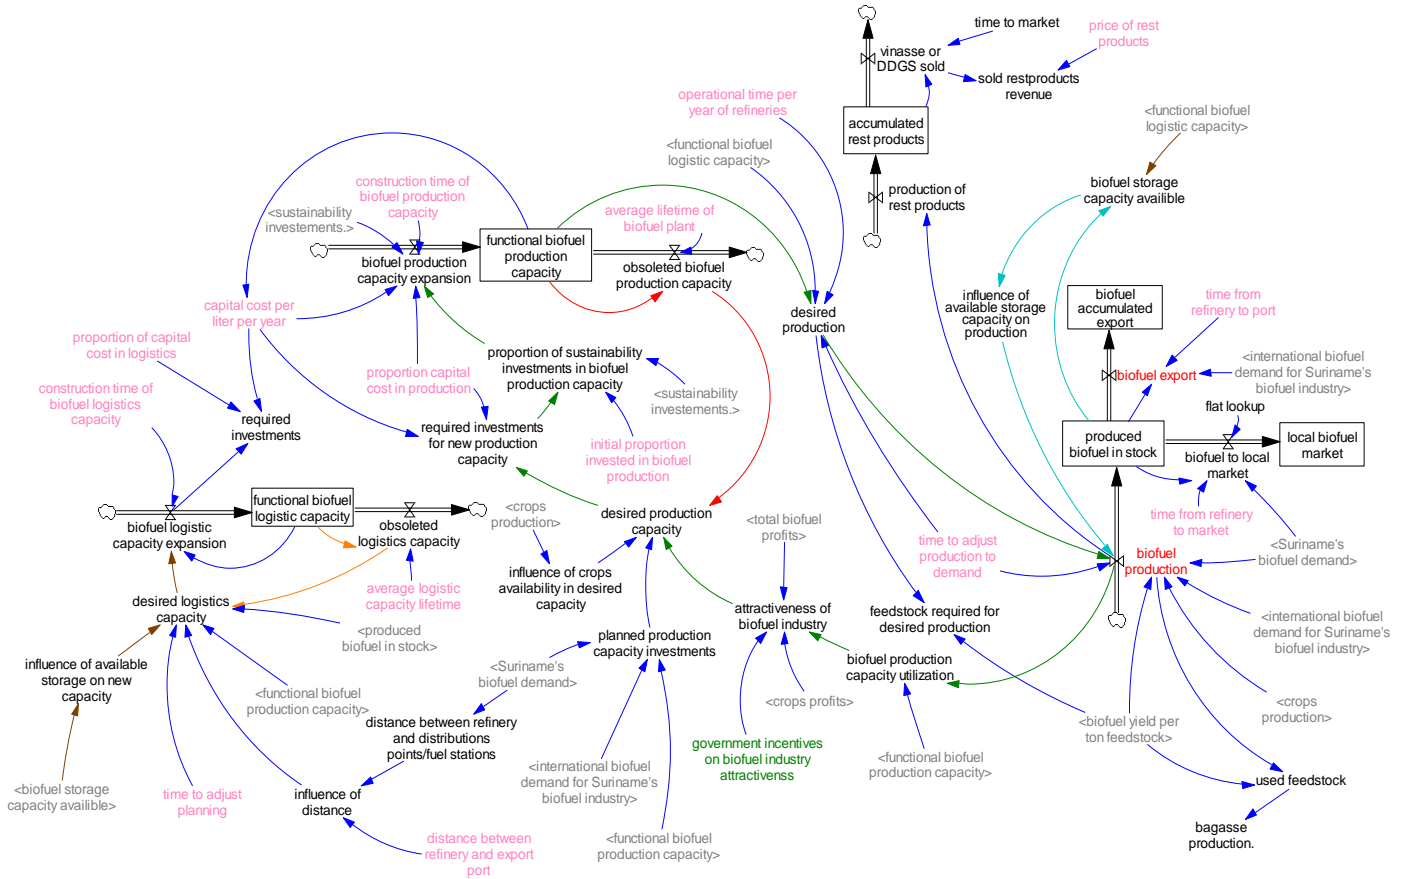 time to market
price of rest
products
vinasse or
DDGS sold
sold restproducts
revenue
operational time per
year of refineries
<functional biofuel
logistic capacity>
accumulated
rest products
<functional biofuel
logistic capacity>
construction time of
biofuel production
capacity
<sustainability
investements.>
average lifetime of
biofuel plant
production of
rest products
biofuel storage
capacity availible
functional biofuel
production
capacity
biofuel production
capacity expansion
obsoleted biofuel
production capacity
capital cost per
liter per year
desired
production
influence of
available storage
capacity on
production
biofuel
accumulated
export
time from
refinery to port
proportion of capital
cost in logistics
proportion of sustainability
investments in biofuel
production capacity
proportion capital
cost in production
<sustainability
investements.>
biofuel export
<international biofuel
demand for Suriname's
biofuel industry>
construction time of
biofuel logistics
capacity
required
investments
required investments
for new production
capacity
initial proportion
invested in biofuel
production
flat lookup
produced
biofuel in stock
local biofuel
market
biofuel to local
market
functional biofuel
logistic capacity
biofuel logistic
capacity expansion
obsoleted
logistics capacity
<crops
production>
desired production
capacity
<total biofuel
profits>
time from refinery
to market
time to adjust
production to
demand
<Suriname's
biofuel demand>
biofuel
production
influence of crops
availability in desired
capacity
average logistic
capacity lifetime
desired logistics
capacity
attractiveness of
biofuel industry
feedstock required for
desired production
<international biofuel
demand for Suriname's
biofuel industry>
<produced
biofuel in stock>
planned production
capacity investments
influence of available
storage on new
capacity
<Suriname's
biofuel demand>
biofuel production
capacity utilization
<functional biofuel
production capacity>
<crops profits>
<crops
production>
distance between refinery
and distributions
points/fuel stations
<biofuel yield per
ton feedstock>
government incentives
on biofuel industry
attractivenss
<functional biofuel
production capacity>
<international biofuel
demand for Suriname's
biofuel industry>
used feedstock
<biofuel storage
capacity availible>
time to adjust
planning
influence of
distance
bagasse
production.
distance between
refinery and export
port
<functional biofuel
production capacity>